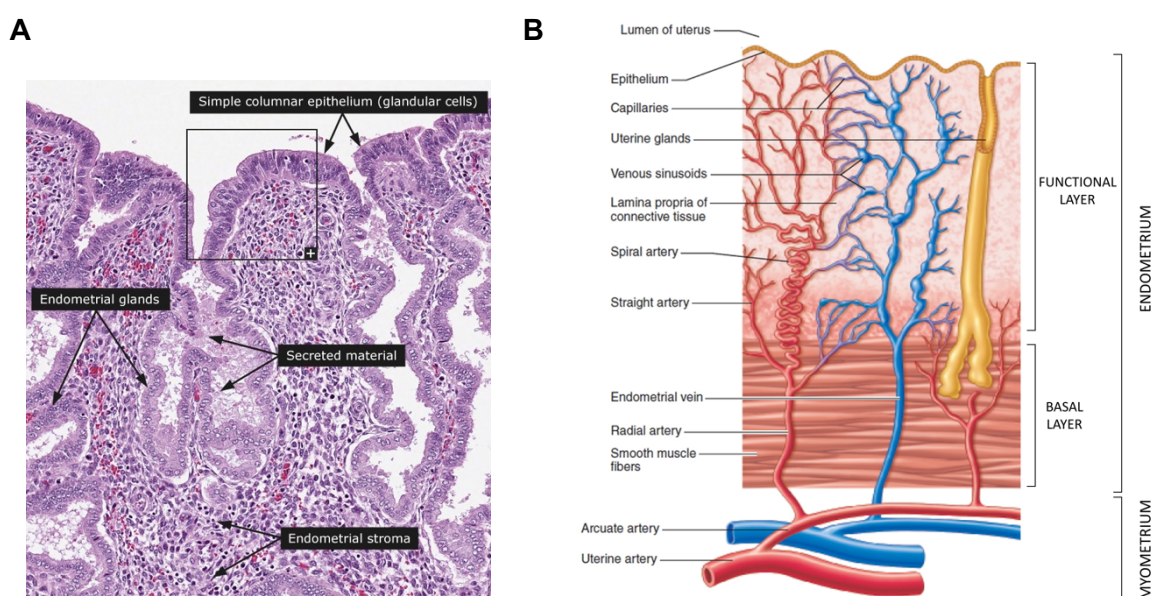 A
Simple columnar epithelium (glandular cells)
+
Endometrial glands
Secreted material
Endometrial stroma
B
Lumen of uterus
Epithelium
Capillaries
Uterine glands
Venous sinusoids
Lamina propria of
connective tissue
Spiral artery
Straight artery
Endometrial vein
Radial artery
Smooth muscle
fibers
Arcuate artery
Uterine artery
FUNCTIONAL
LAYER
BASAL
LAYER
ENDOMETRIUM
MYOMETRIUM